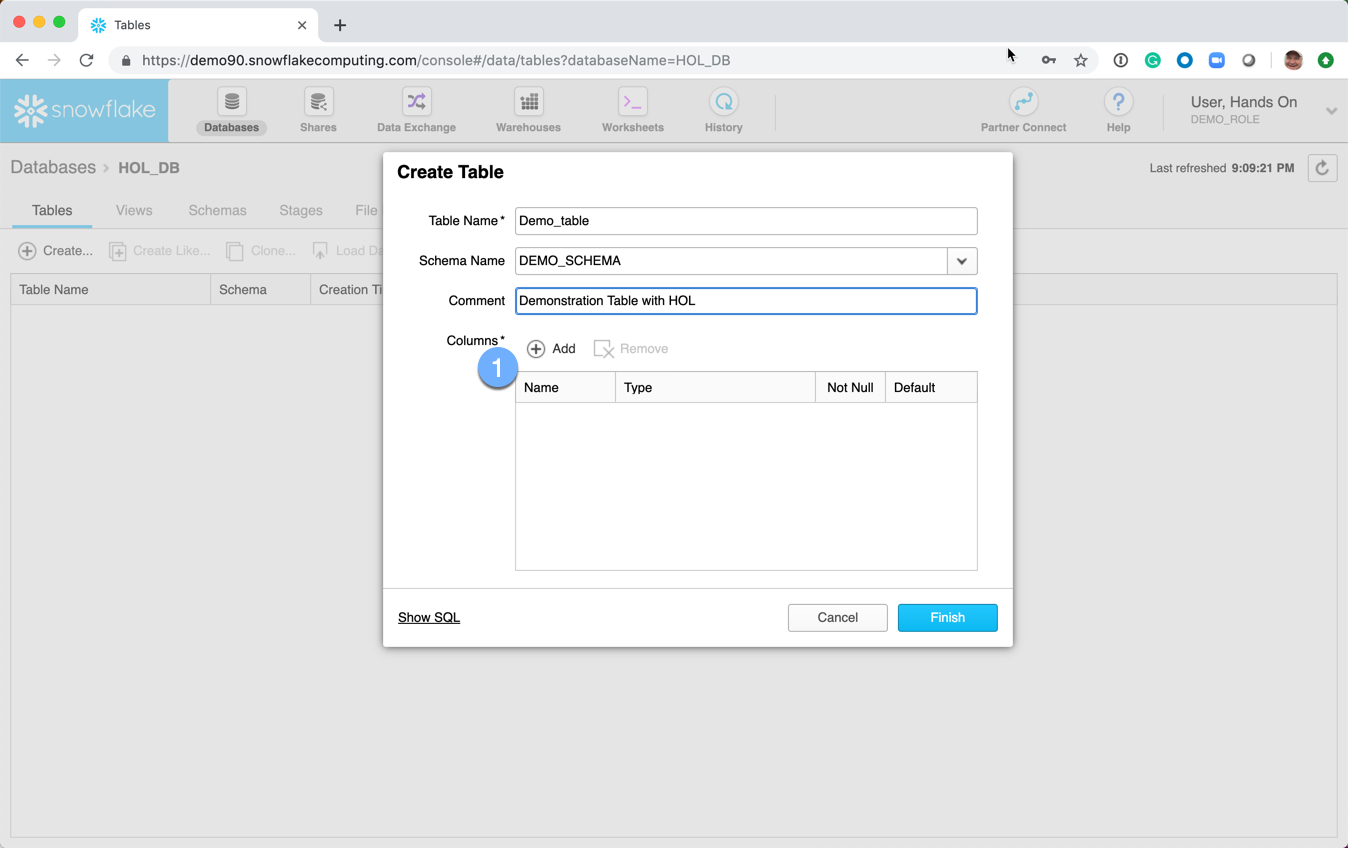 Tables
https://demo90.snowflakecomputing.com/console#/data/tables?databaseName=HOL_DB
snowflake
Databases
Shares
Data Exchange
Warehouses
Worksheets
History
Partner Connect
Help
User, Hands On
DEMO_ROLE
Databases > HOL_DB
Last refreshed 9:09:21 PM
Tables
Views
Schemas
Stages
File
Create...
Create Like...
Clone...
Load Da
Table Name
Schema
Creation Ti
Create Table
Table Name* Demo_table
Schema Name DEMO_SCHEMA
Comment Demonstration Table with HOL
Columns*
Add
Remove
1
Name
Type
Not Null
Default
Show SQL
Cancel
Finish